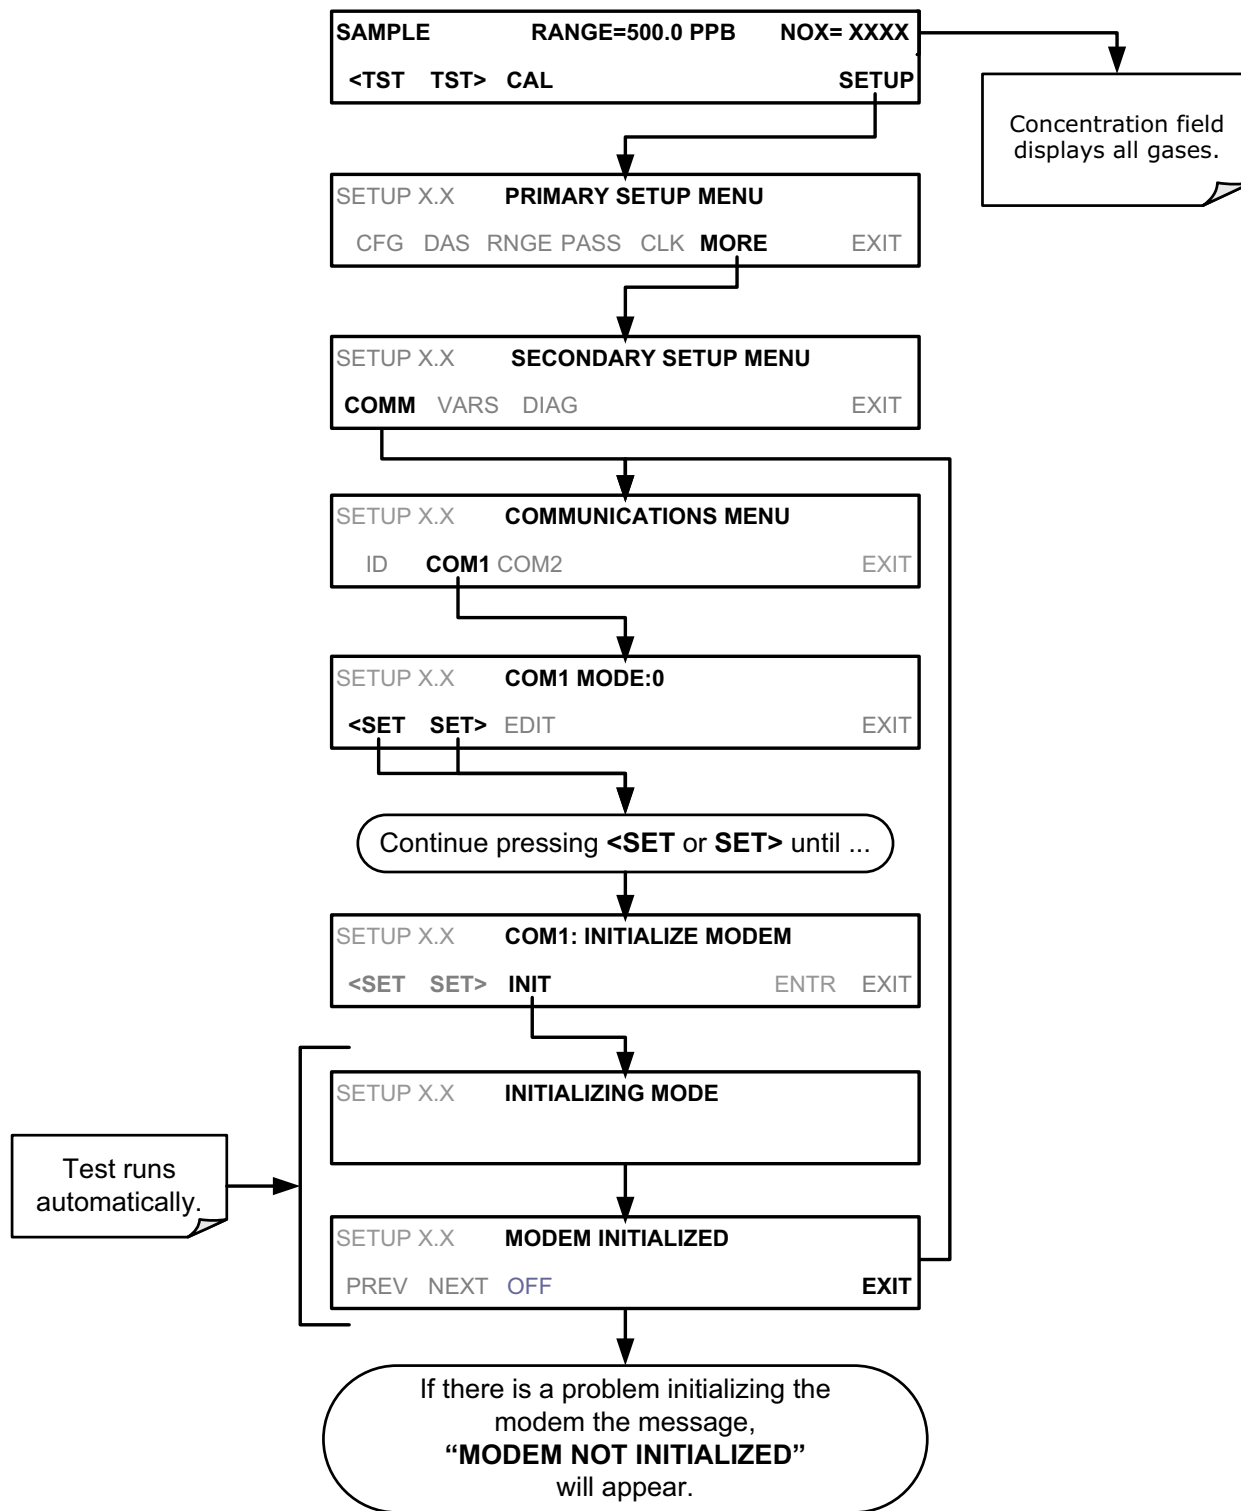 SAMPLE RANGE=500.0 PPB NOX= XXXX
<TST TST> CAL SETUP
Concentration field
displays all gases.
SETUP X.X PRIMARY SETUP MENU
CFG DAS RNGE PASS CLK MORE EXIT
SETUP X.X SECONDARY SETUP MENU
COMM VARS DIAG EXIT
SETUP X.X COMMUNICATIONS MENU
ID COM1 COM2 EXIT
SETUP X.X COM1 MODE:0
<SET SET> EDIT EXIT
Continue pressing <SET or SET> until ...
SETUP X.X COM1: INITIALIZE MODEM
<SET SET> INIT ENTR EXIT
SETUP X.X INITIALIZING MODE
Test runs
automatically.
SETUP X.X MODEM INITIALIZED
PREV NEXT OFF EXIT
If there is a problem initializing the
modem the message,
“MODEM NOT INITIALIZED”
will appear.